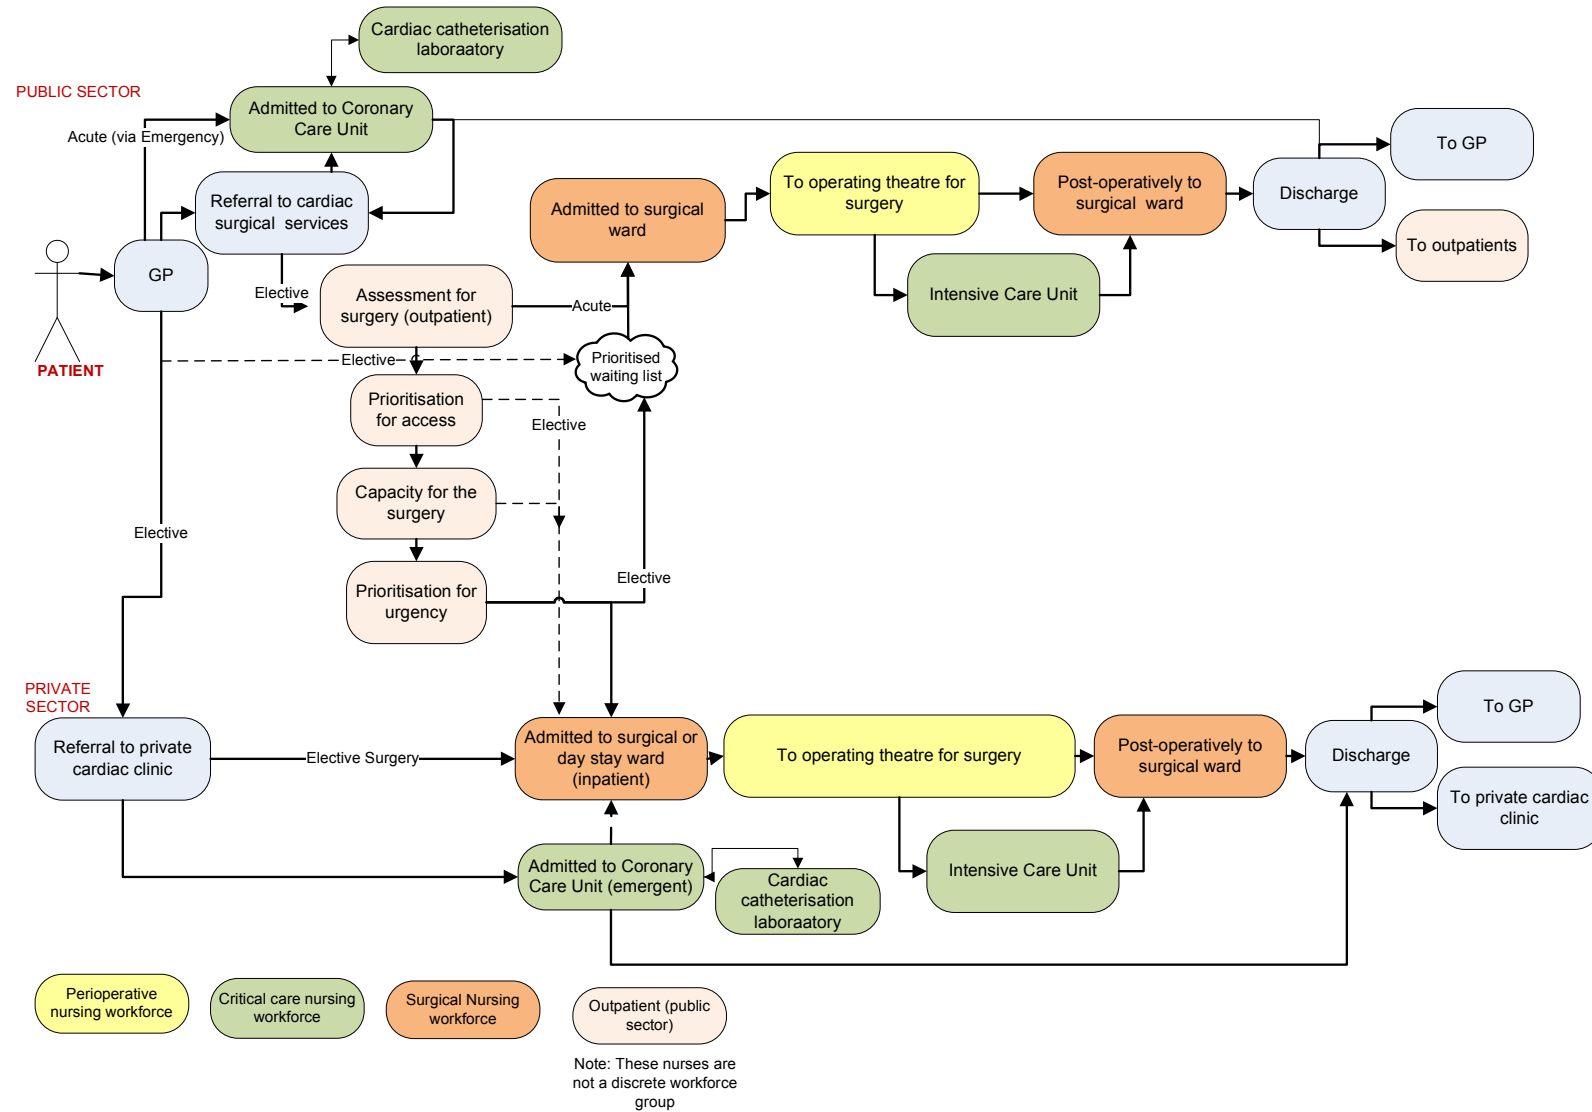 Cardiac catheterisation
laboraatory
PUBLIC SECTOR
Admitted to Coronary
Care Unit
Acute (via Emergency)
To GP
Referral to cardiac
surgical services
Admitted to surgical
ward
To operating theatre for
surgery
Post-operatively to
surgical ward
Discharge
To outpatients
GP
PATIENT
Elective
Assessment for
surgery (outpatient)
Acute
Intensive Care Unit
Elective
Prioritised
waiting list
Prioritisation
for access
Elective
Capacity for the
surgery
Elective
Prioritisation for
urgency
Elective
PRIVATE
SECTOR
Referral to private
cardiac clinic
Elective Surgery
Admitted to surgical or
day stay ward
(inpatient)
To operating theatre for surgery
Post-operatively to
surgical ward
Discharge
To GP
To private cardiac
clinic
Admitted to Coronary
Care Unit (emergent)
Cardiac
catheterisation
laboraatory
Intensive Care Unit
Perioperative
nursing workforce
Critical care nursing
workforce
Surgical Nursing
workforce
Outpatient (public
sector)
Note: These nurses are
not a discrete workforce
group